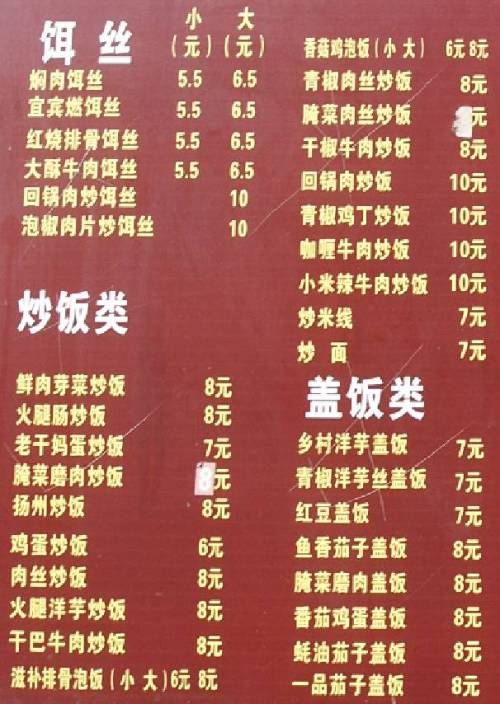 饵丝
小 大
（元）（元）
焖肉饵丝 5.5 6.5
宜宾燃饵丝 5.5 6.5
红烧排骨饵丝 5.5 6.5
大酥牛肉饵丝 5.5 6.5
回锅肉炒饵丝 10
泡椒肉片炒饵丝 10
炒饭类
鲜肉芽菜炒饭 8元
火腿肠炒饭 8元
老干妈蛋炒饭 7元
腌菜磨肉炒饭 8元
扬州炒饭 8元
鸡蛋炒饭 6元
肉丝炒饭 8元
火腿洋芋炒饭 8元
干巴牛肉炒饭 8元
滋补排骨泡饭（小 大）6元 8元
香菇鸡泡饭（小 大） 6元 8元
青椒肉丝炒饭 8元
腌菜肉丝炒饭 元
干椒牛肉炒饭 8元
回锅肉炒饭 10元
青椒鸡丁炒饭 10元
咖喱牛肉炒饭 10元
小米辣牛肉炒饭 10元
炒米线 7元
炒 面 7元
盖饭类
乡村洋芋盖饭 7元
青椒洋芋丝盖饭 7元
红豆盖饭 7元
鱼香茄子盖饭 8元
腌菜磨肉盖饭 8元
番茄鸡蛋盖饭 8元
蚝油茄子盖饭 8元
一品茄子盖饭 8元